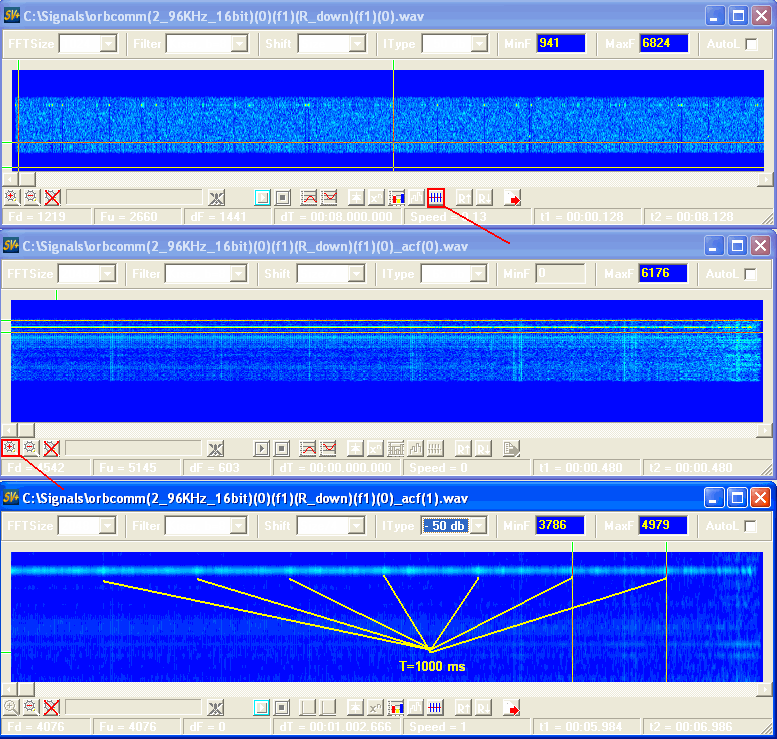 SV+ C:\Signals\orbcomm(2_96KHz_16bit)(0)(f1)(R_down)(f1)(0).wav
FFTSize Filter Shift IType MinF 941 MaxF 6824 AutoL
Fd = 1219 Fu = 2660 dF = 1441 dT = 00:08.000.000 t1 = 00:00.128 t2 = 00:08.128
SV+ C:\Signals\orbcomm(2_96KHz_16bit)(0)(f1)(R_down)(f1)(0)_acf(0).wav
FFTSize Filter Shift IType MinF 0 MaxF 6176 AutoL
Fu = 5145 dF = 603 dT = 00:00.000.000 Speed = 0 t1 = 00:00.480 t2 = 00:00.480
SV+ C:\Signals\orbcomm(2_96KHz_16bit)(0)(f1)(R_down)(f1)(0)_acf(1).wav
FFTSize Filter Shift IType - 50 db MinF 3786 MaxF 4979 AutoL
T=1000 ms
Fd = 4076 Fu = 4076 dF = 0 dT = 00:01.002.666 Speed = 1 t1 = 00:05.984 t2 = 00:06.986